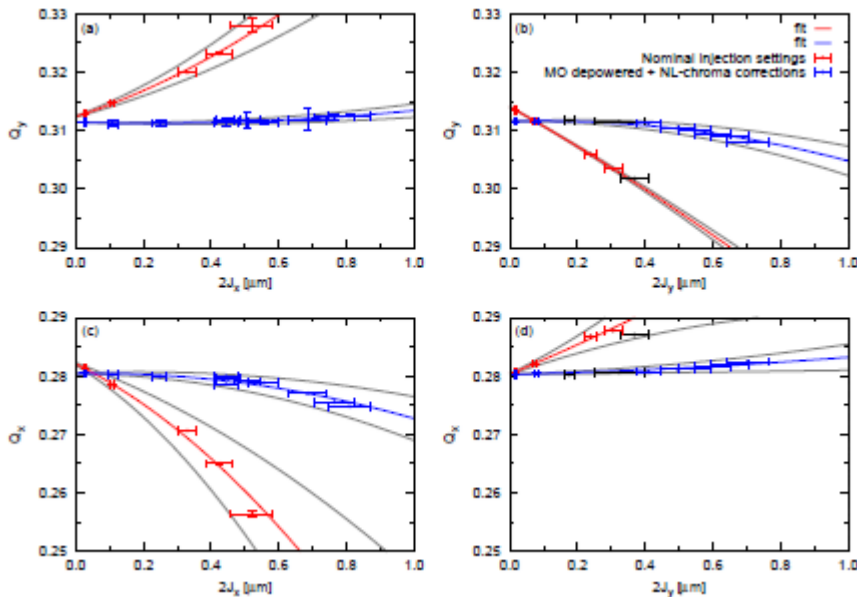 (a)
0.33
0.32
0.31
0.30
0.29
Q_y
0.0 0.2 0.4 0.6 0.8 1.0
2J_x [μm]
(b)
fit
fit
Nominal injection settings
MO depowered + NL-chroma corrections
0.33
0.32
0.31
0.30
0.29
Q_y
0.0 0.2 0.4 0.6 0.8 1.0
2J_y [μm]
(c)
0.29
0.28
0.27
0.26
0.25
Q_x
0.0 0.2 0.4 0.6 0.8 1.0
2J_x [μm]
(d)
0.29
0.28
0.27
0.26
0.25
Q_x
0.0 0.2 0.4 0.6 0.8 1.0
2J_y [μm]